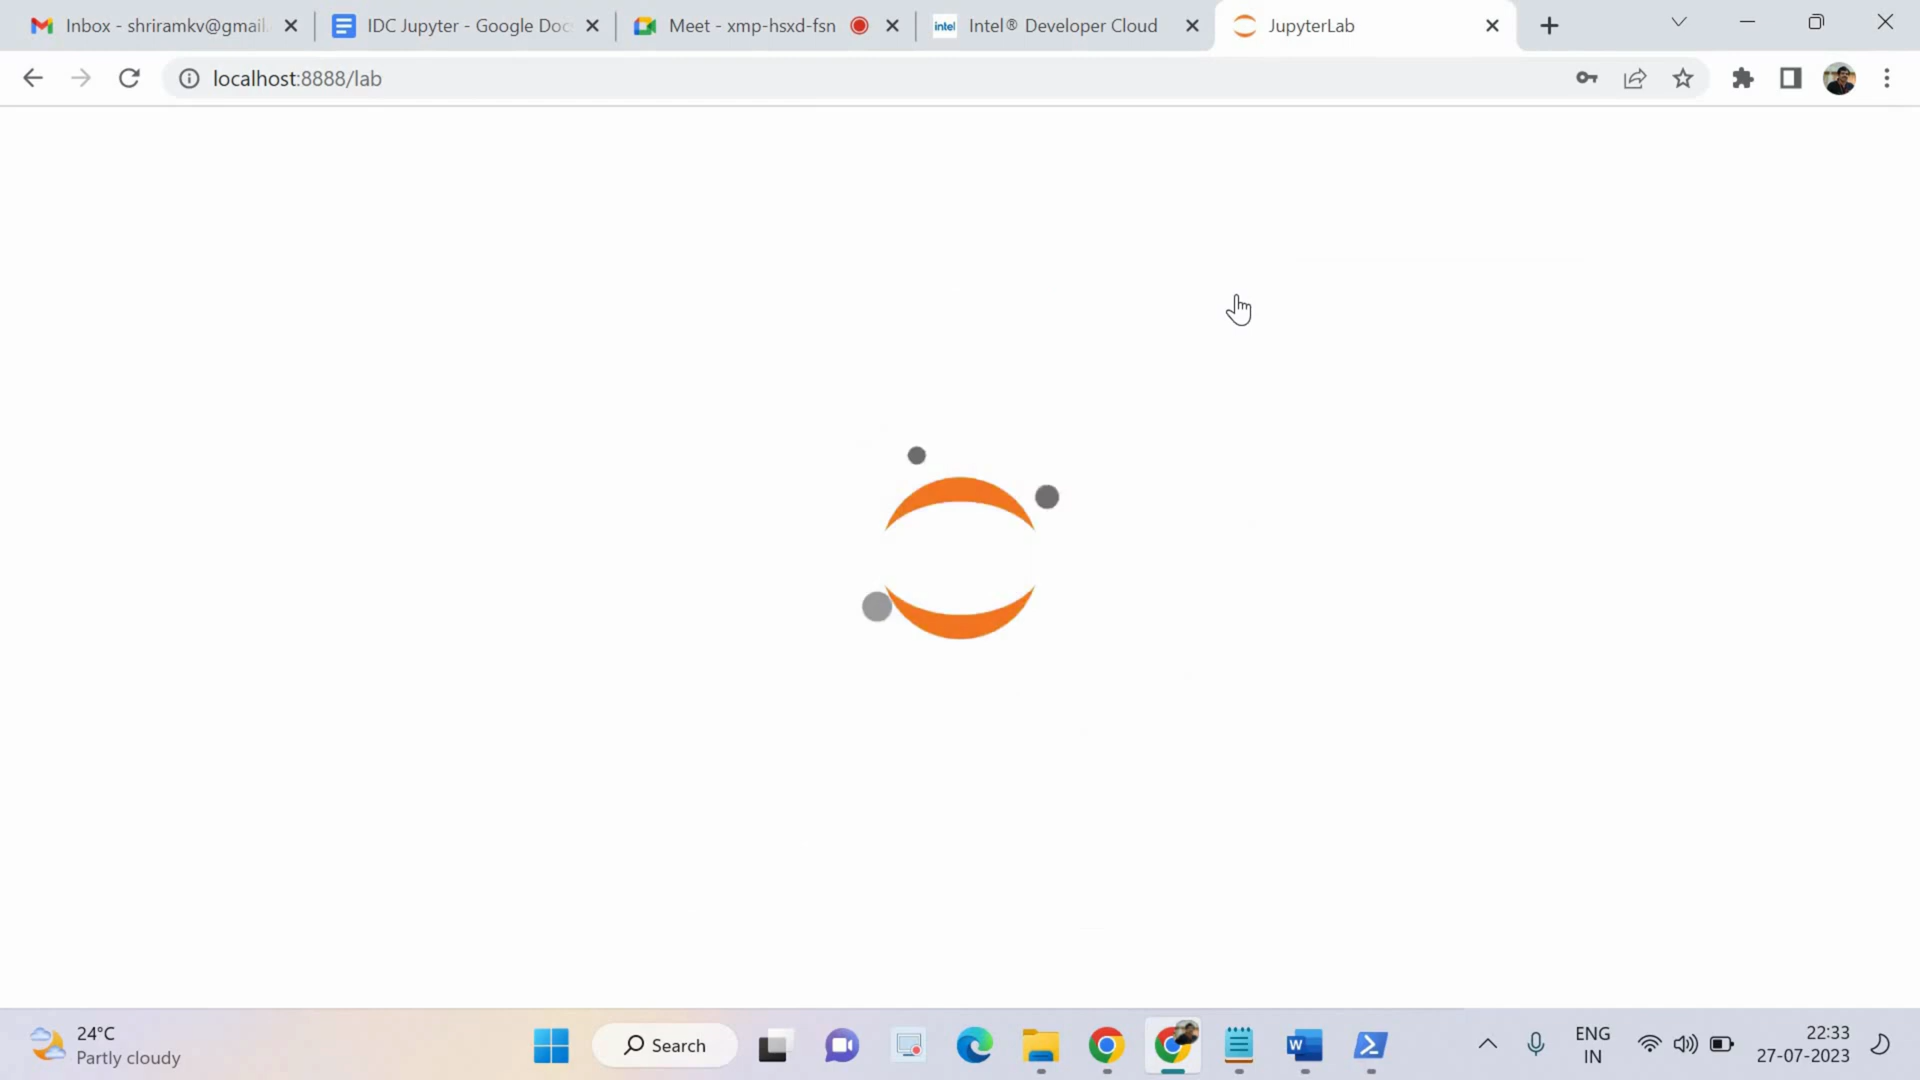 Inbox - shriramkv@gmail.
IDC Jupyter - Google Doc
Meet - xmp-hsxd-fsn
intel Intel® Developer Cloud
JupyterLab
localhost:8888/lab
24°C
Partly cloudy
Search
W
ENG
IN
22:33
27-07-2023